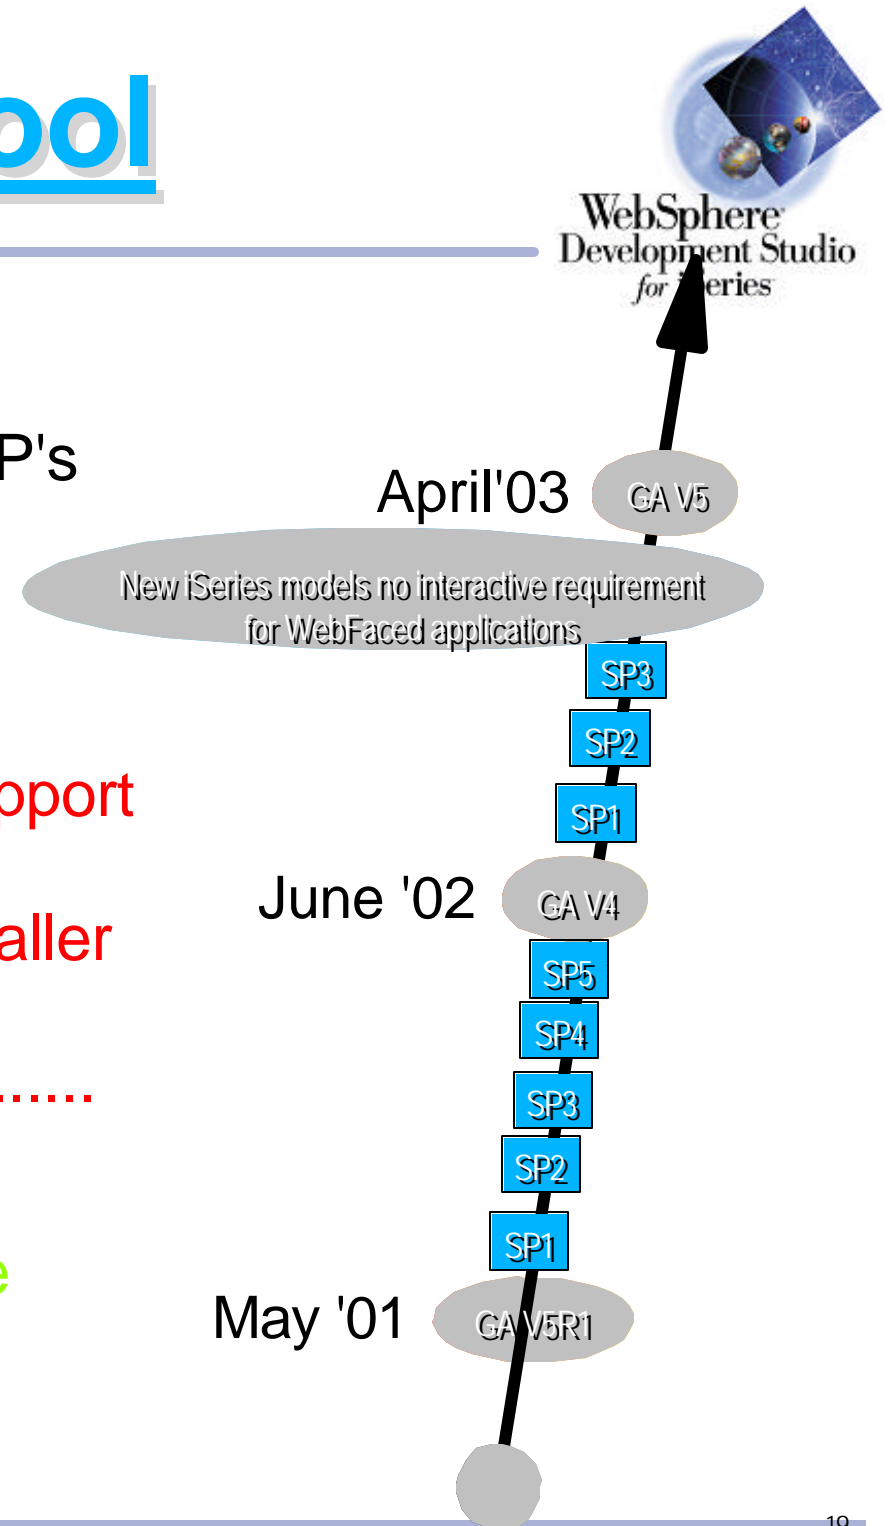 ool
WebSphere
Development Studio
for iSeries
P's
April'03
GA V5
New iSeries models no interactive requirement
for WebFaced applications
SP3
SP2
pport
SP1
June '02
GA V4
aller
SP5
SP4
.......
SP3
SP2
SP1
e
May '01
GA V5R1
19